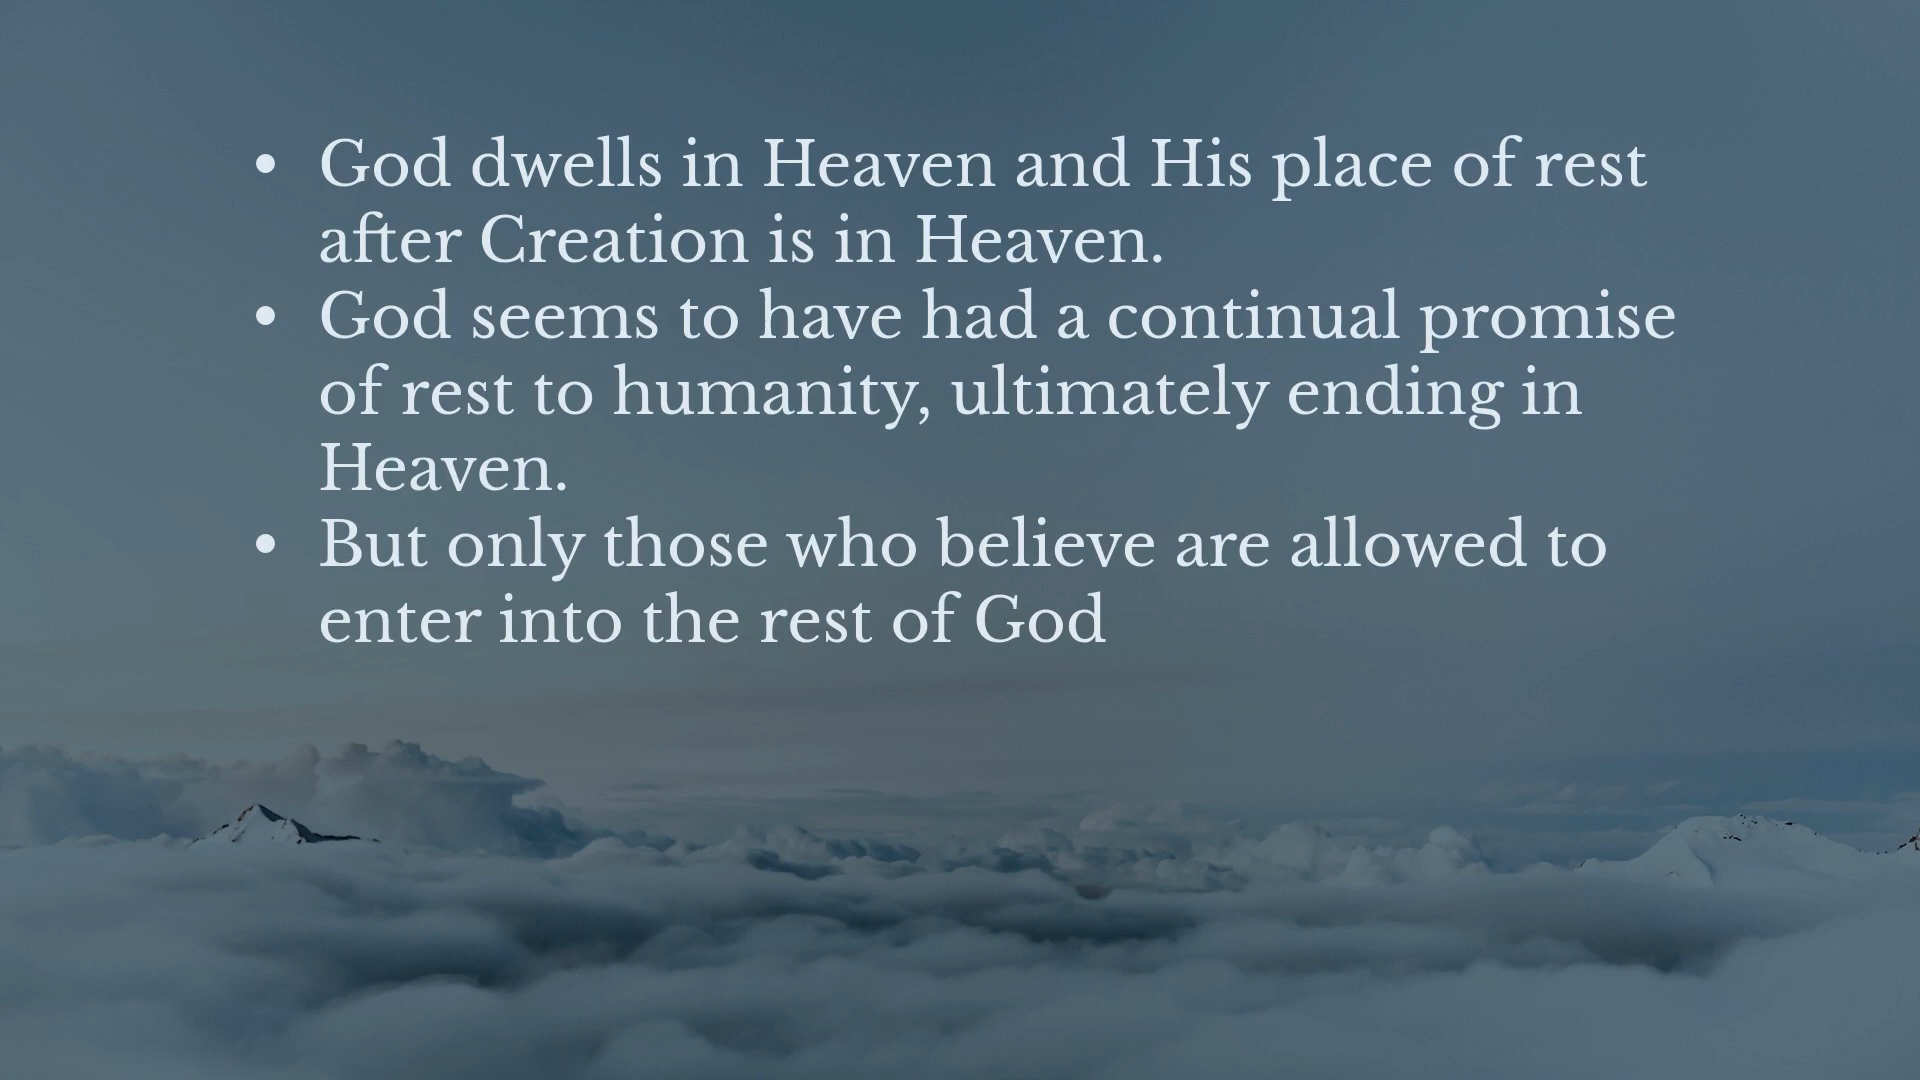 • God dwells in Heaven and His place of rest
after Creation is in Heaven.
• God seems to have had a continual promise
of rest to humanity, ultimately ending in
Heaven.
• But only those who believe are allowed to
enter into the rest of God